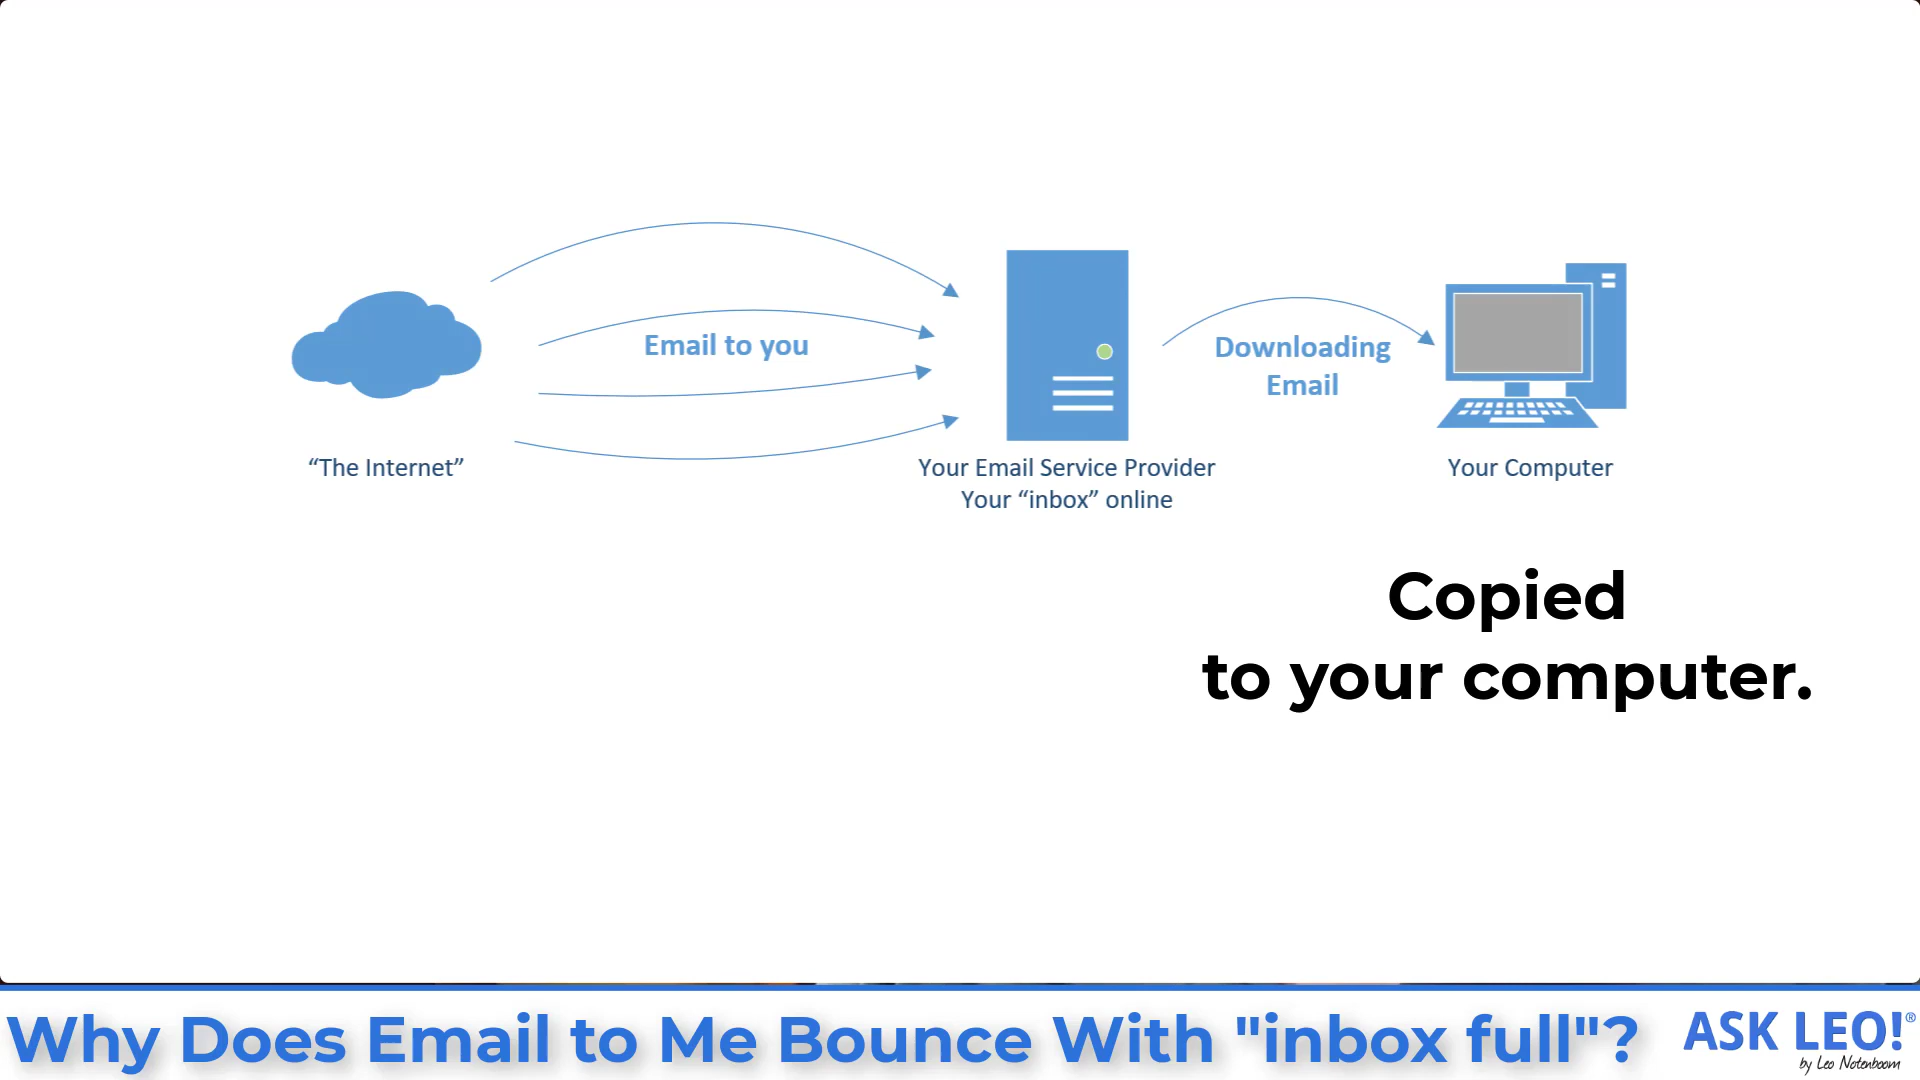 Email to you
Downloading
Email
“The Internet”
Your Email Service Provider
Your “inbox” online
Your Computer
Copied
to your computer.
Why Does Email to Me Bounce With "inbox full"?
ASK LEO!®
by Leo Notenboom